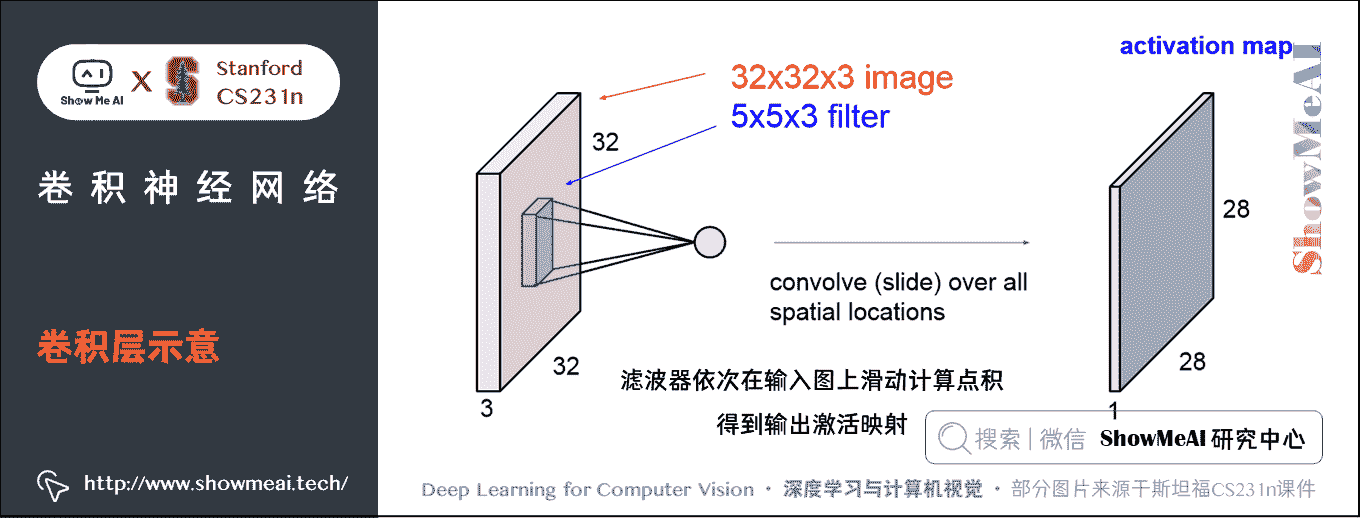 Show Me AI
X
S
Stanford
CS231n
卷积神经网络
卷积层示意
http://www.showmeai.tech/
activation map
32x32x3 image
5x5x3 filter
32
32
3
convolve (slide) over all
spatial locations
28
28
1
滤波器依次在输入图上滑动计算点积
得到输出激活映射
ShowMeAI
搜索 | 微信 ShowMeAI 研究中心
Deep Learning for Computer Vision · 深度学习与计算机视觉 · 部分图片来源于斯坦福CS231n课件